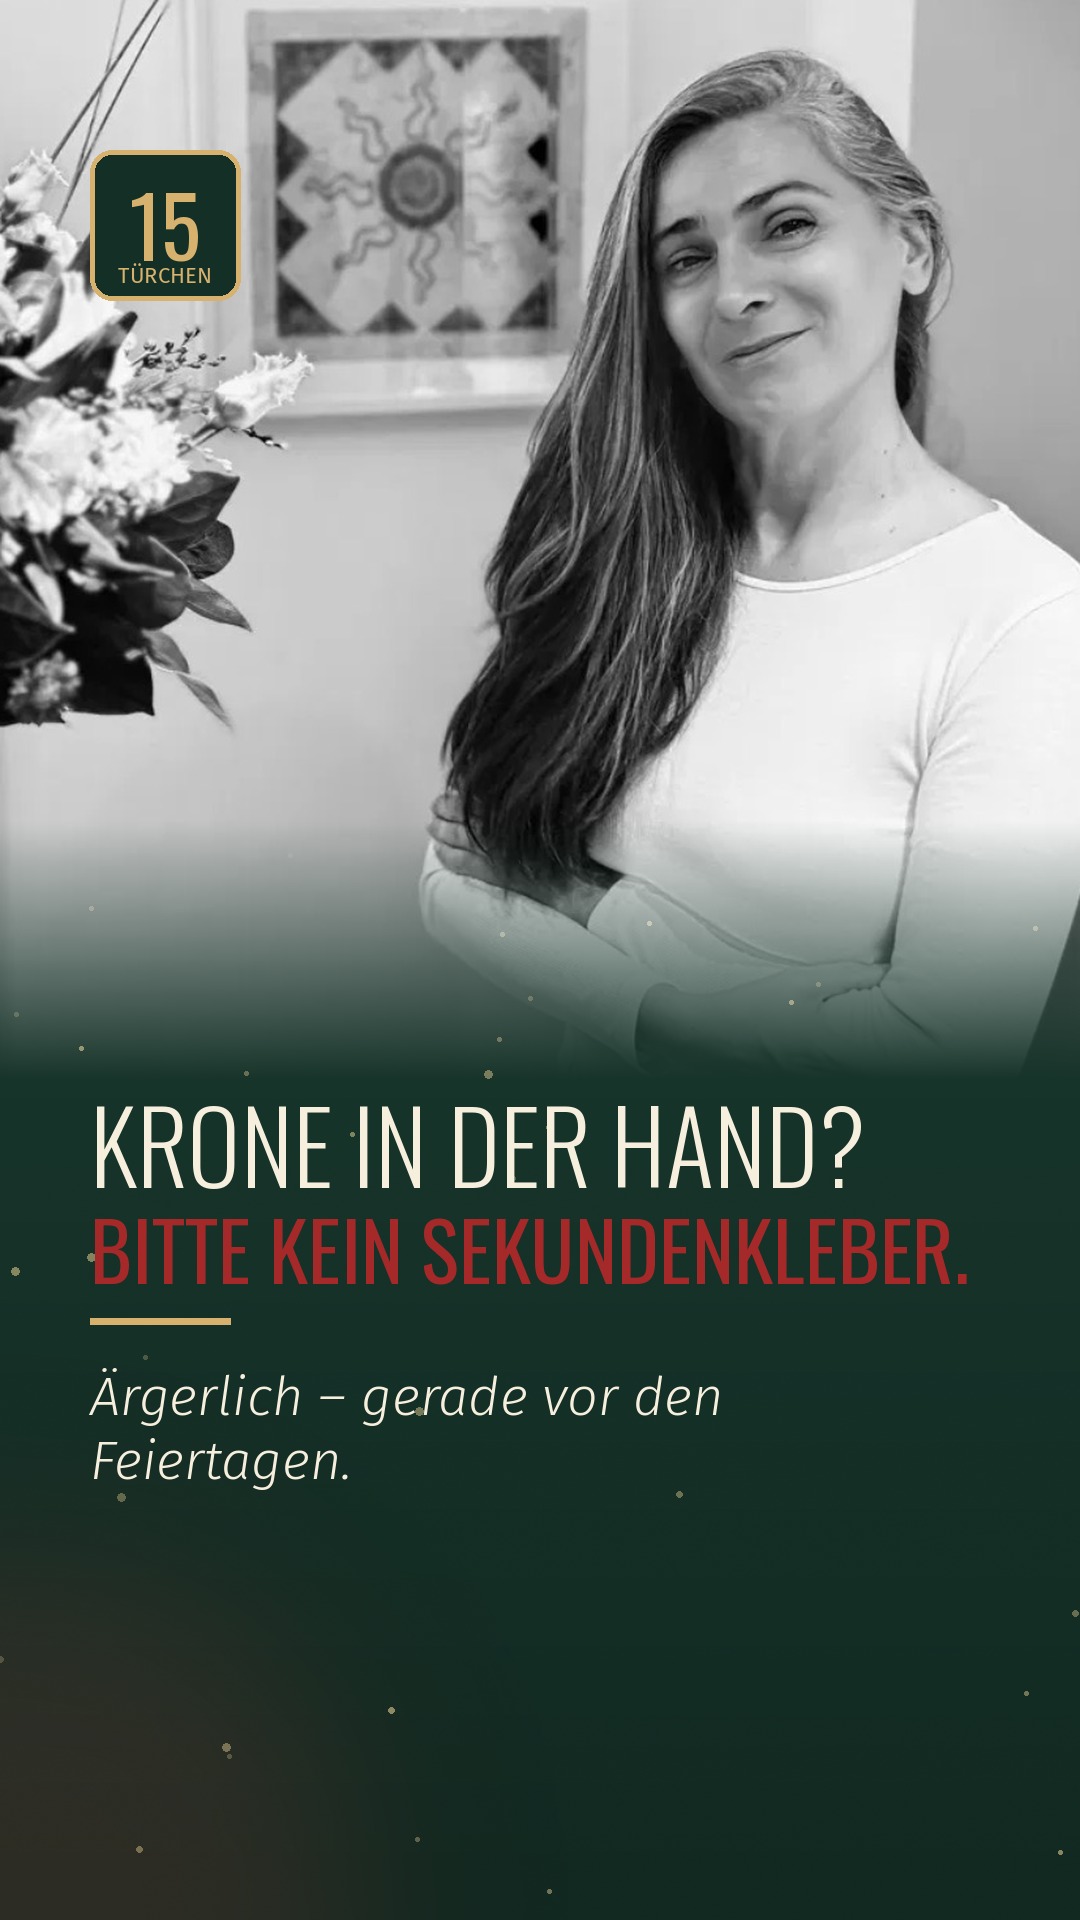 15
TÜRCHEN
KRONE IN DER HAND?
BITTE KEIN SEKUNDENKLEBER.
Ärgerlich – gerade vor den
Feiertagen.